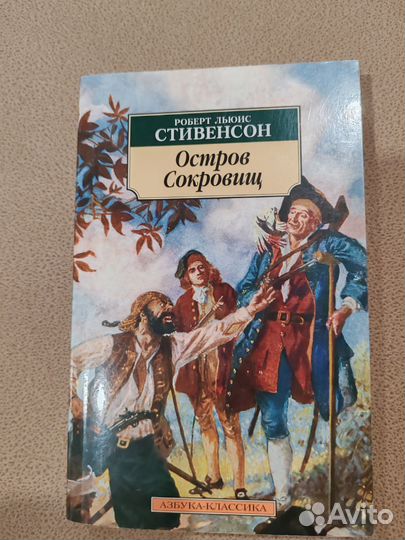 РОБЕРТ ЛЬЮИС
СТИВЕНСОН
Остров
Сокровищ
АЗБУКА-КЛАССИКА
Avito